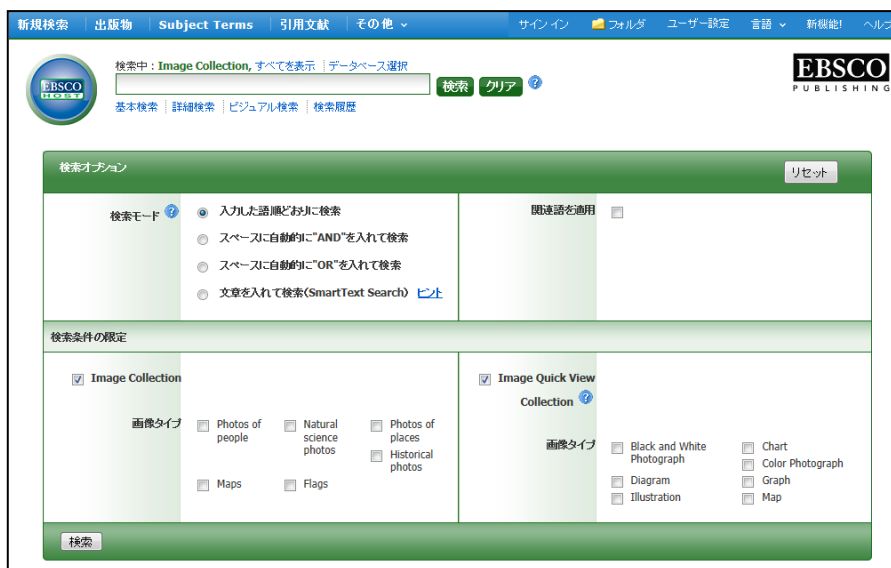 新規検索 出版物 Subject Terms 引用文献 その他 サインイン フォルダ ユーザー設定 言語 新機能! ヘルプ
検索中 : Image Collection, すべてを表示 データベース選択
EBSCO
HOST
検索 クリア ?
EBSCO
PUBLISHING
基本検索 詳細検索 ビジュアル検索 検索履歴
検索オプション
リセット
検索モード ?
入力した語順どおりに検索
スペースに自動的に"AND"を入れて検索
スペースに自動的に"OR"を入れて検索
文章を入れて検索(SmartText Search) ヒント
関連語を適用
検索条件の限定
Image Collection
画像タイプ
Photos of
people
Natural
science
photos
Photos of
places
Historical
photos
Maps
Flags
Image Quick View
Collection ?
画像タイプ
Black and White
Photograph
Chart
Color Photograph
Diagram
Graph
Illustration
Map
検索